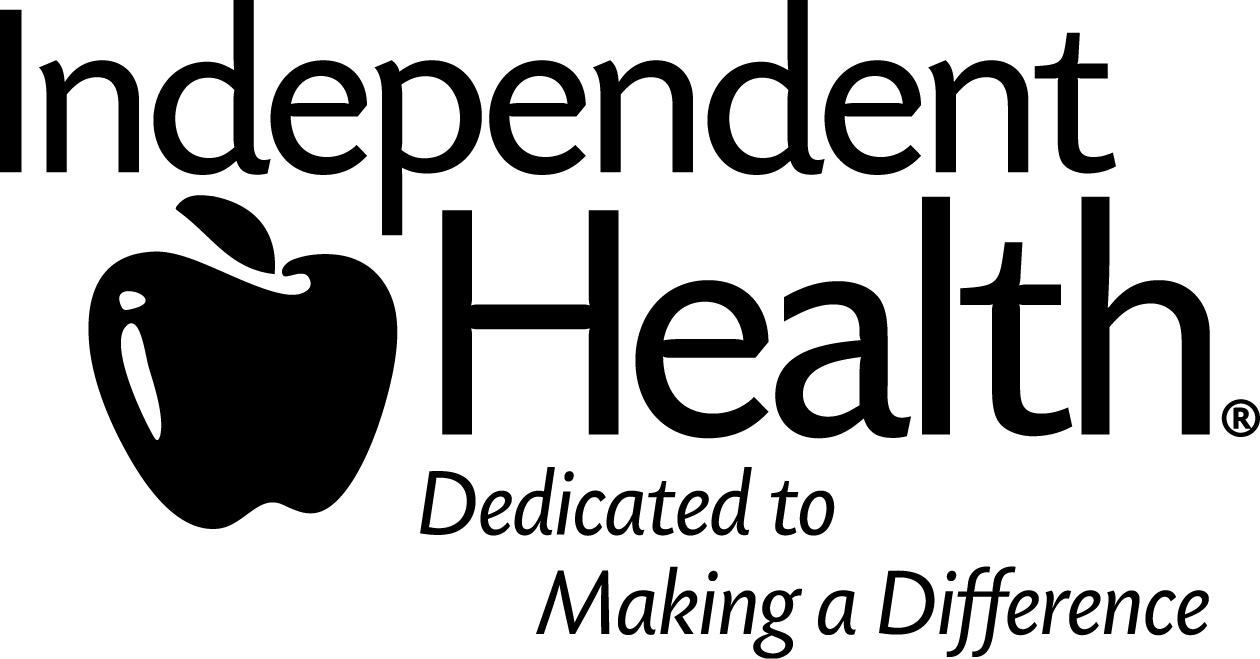 Independent
Health®
Dedicated to
Making a Difference